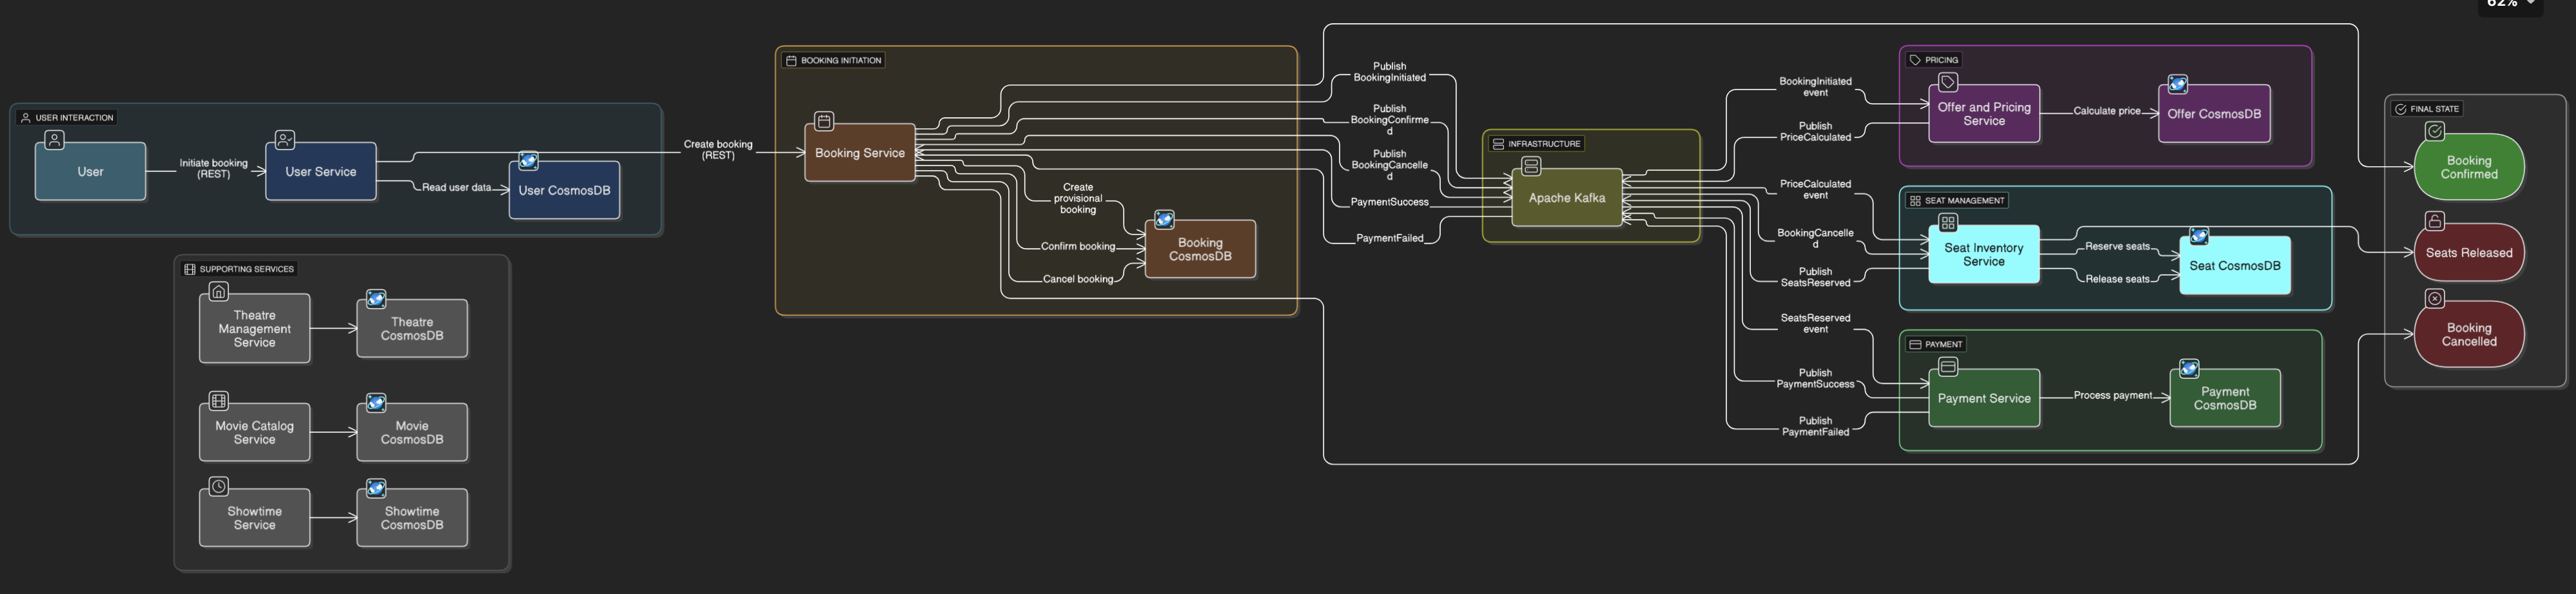 62%
USER INTERACTION
User
Initiate booking
(REST)
User Service
Read user data
User CosmosDB
Create booking
(REST)
SUPPORTING SERVICES
Theatre
Management
Service
Theatre
CosmosDB
Movie Catalog
Service
Movie
CosmosDB
Showtime
Service
Showtime
CosmosDB
BOOKING INITIATION
Booking Service
Create
provisional
booking
Confirm booking
Cancel booking
Booking
CosmosDB
Publish
BookingInitiated
Publish
BookingConfirme
d
Publish
BookingCancelle
d
PaymentSuccess
PaymentFailed
INFRASTRUCTURE
Apache Kafka
BookingInitiated
event
Publish
PriceCalculated
PriceCalculated
event
BookingCancelle
d
Publish
SeatsReserved
SeatsReserved
event
Publish
PaymentSuccess
Publish
PaymentFailed
PRICING
Offer and Pricing
Service
Calculate price
Offer CosmosDB
SEAT MANAGEMENT
Seat Inventory
Service
Reserve seats
Release seats
Seat CosmosDB
PAYMENT
Payment Service
Process payment
Payment
CosmosDB
FINAL STATE
Booking
Confirmed
Seats Released
Booking
Cancelled